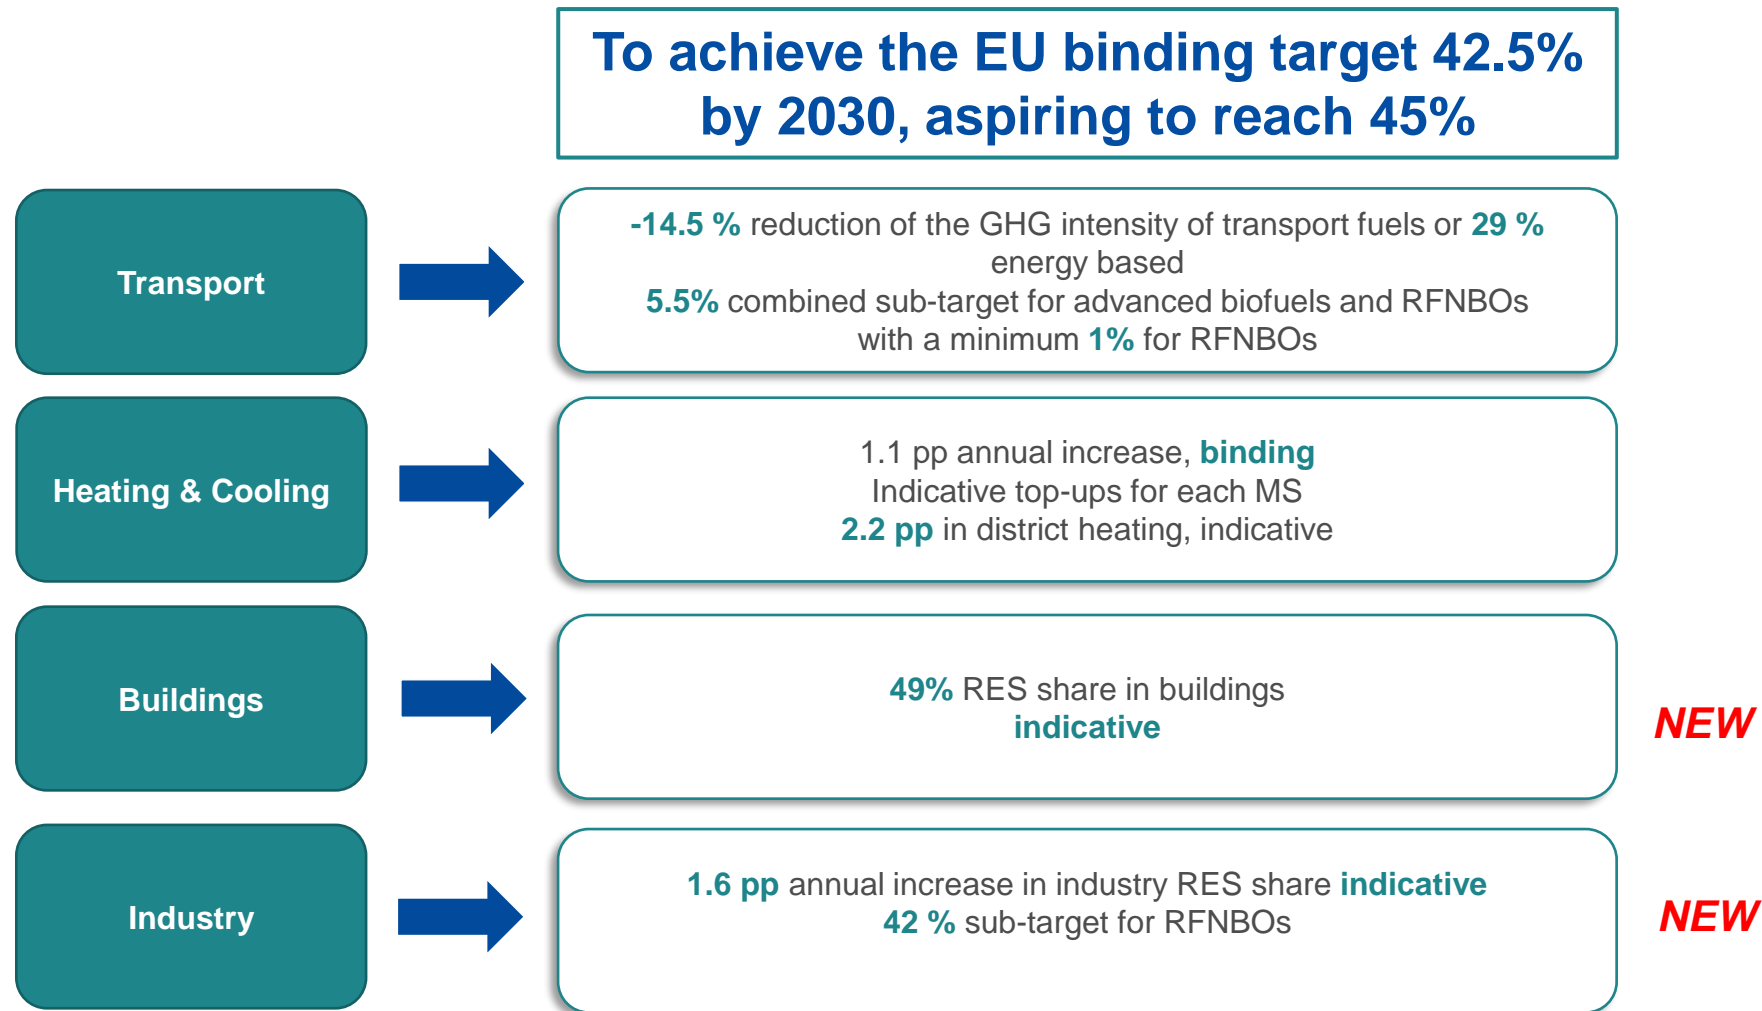 To achieve the EU binding target 42.5%
by 2030, aspiring to reach 45%
Transport
-14.5 % reduction of the GHG intensity of transport fuels or 29 %
energy based
5.5% combined sub-target for advanced biofuels and RFNBOs
with a minimum 1% for RFNBOs
Heating & Cooling
1.1 pp annual increase, binding
Indicative top-ups for each MS
2.2 pp in district heating, indicative
Buildings
49% RES share in buildings
indicative
NEW
Industry
1.6 pp annual increase in industry RES share indicative
42 % sub-target for RFNBOs
NEW